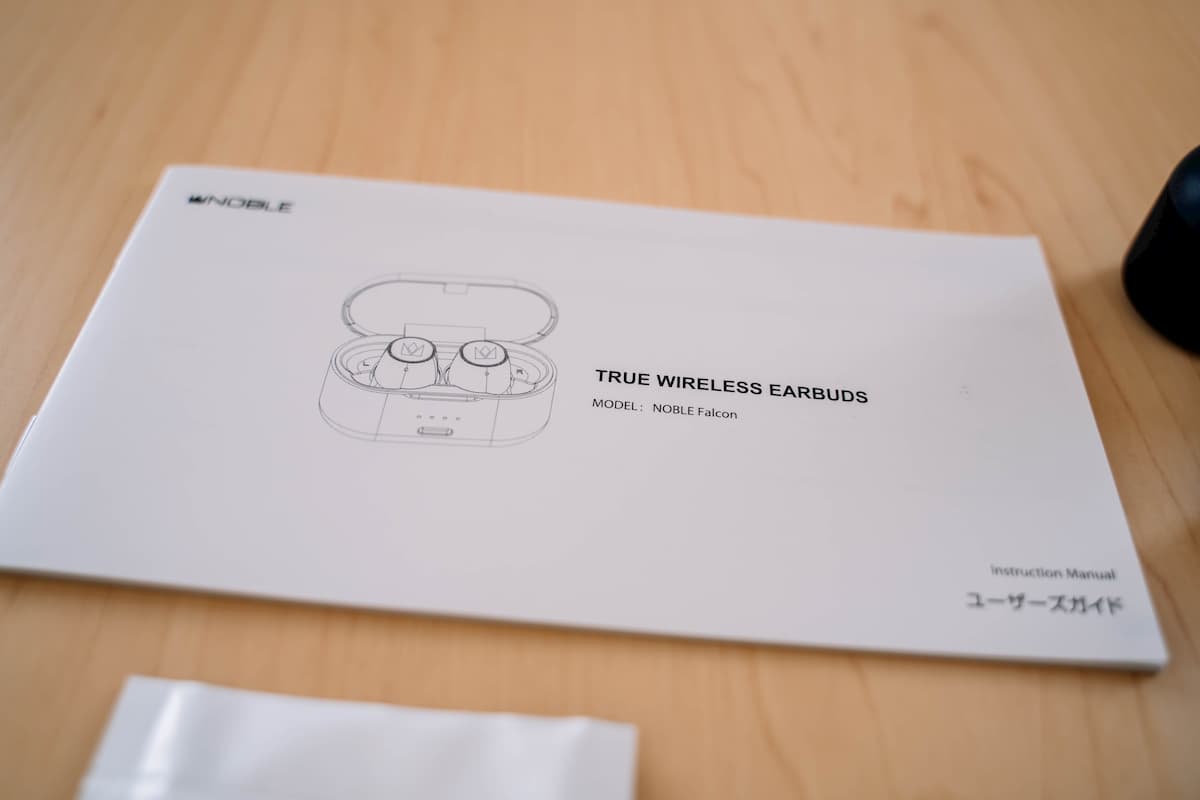 NOBLE
L
R
TRUE WIRELESS EARBUDS
MODEL: NOBLE Falcon
Instruction Manual
ユーザーズガイド